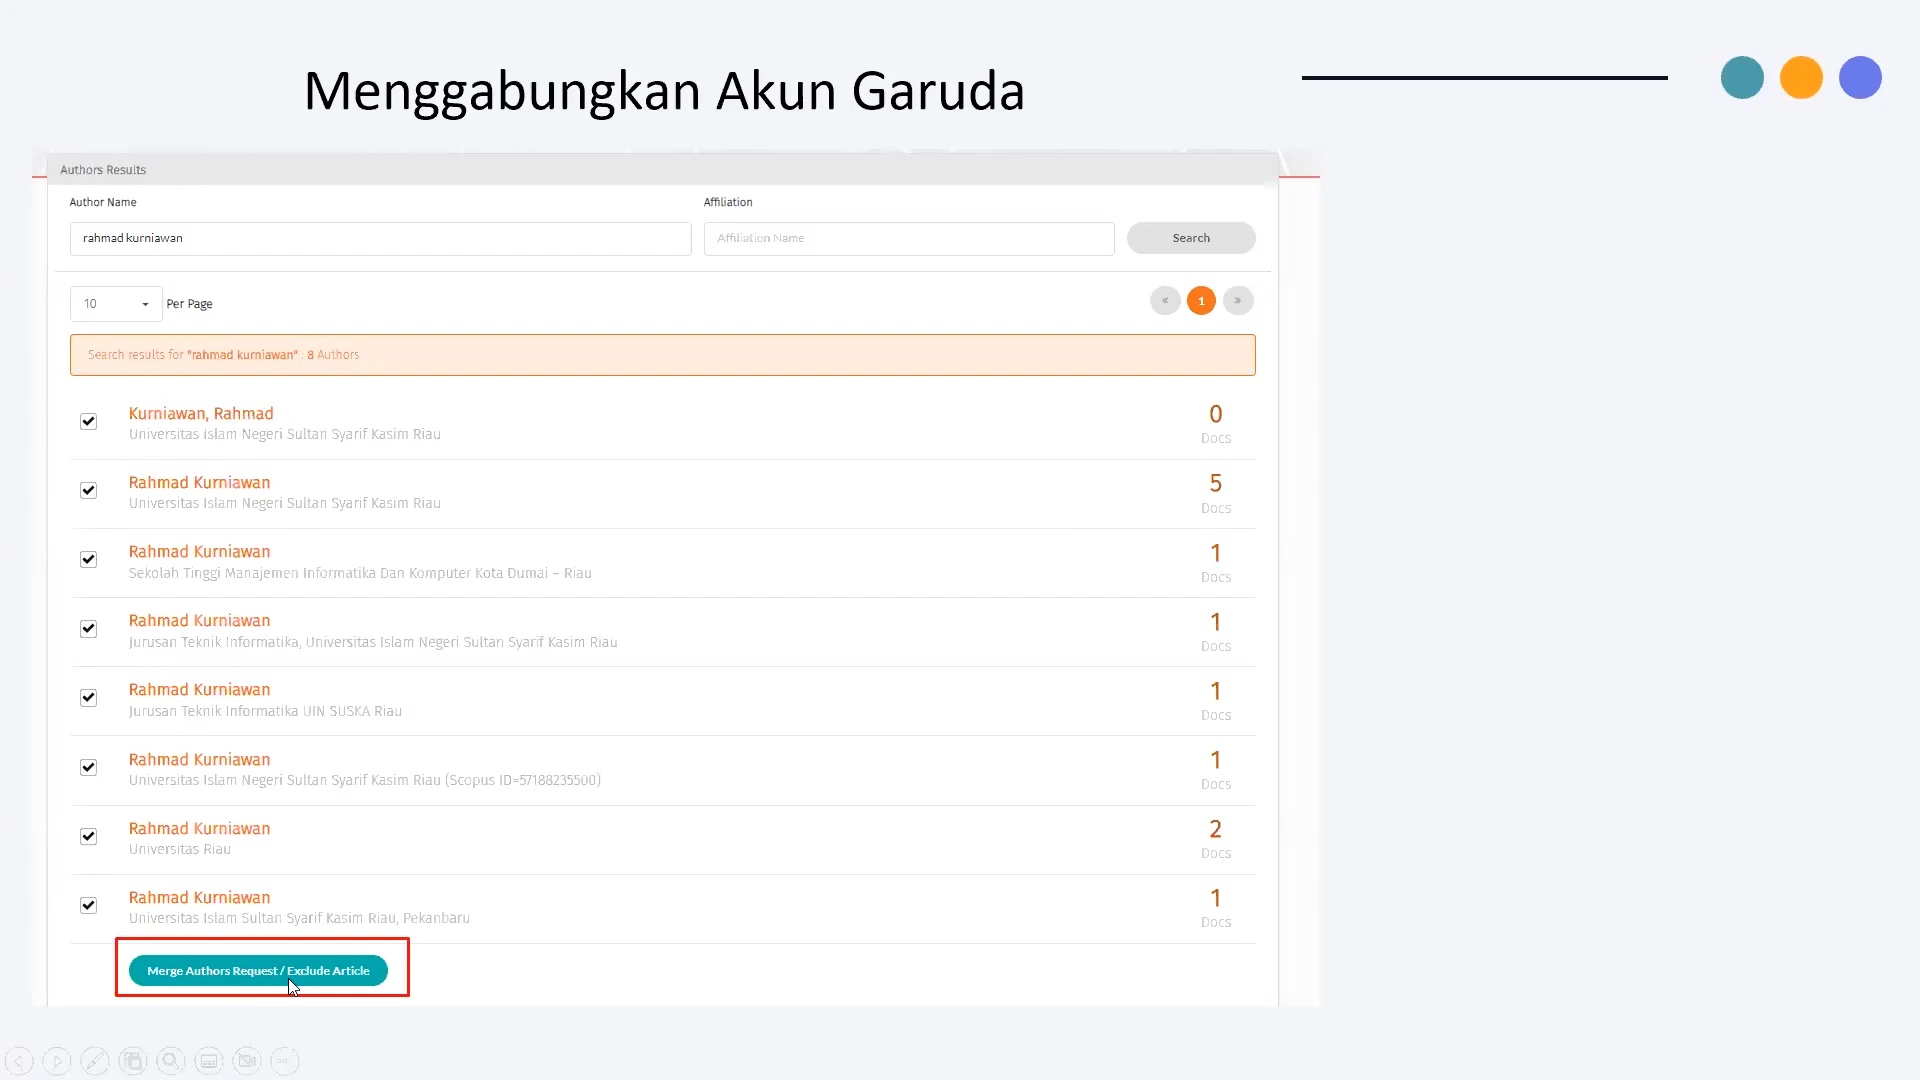 Menggabungkan Akun Garuda
Authors Results
Author Name
Affiliation
rahmad kurniawan
Affiliation Name
Search
10
Per Page
«
1
»
Search results for "rahmad kurniawan" : 8 Authors
Kurniawan, Rahmad
Universitas Islam Negeri Sultan Syarif Kasim Riau
0
Docs
Rahmad Kurniawan
Universitas Islam Negeri Sultan Syarif Kasim Riau
5
Docs
Rahmad Kurniawan
Sekolah Tinggi Manajemen Informatika Dan Komputer Kota Dumai – Riau
1
Docs
Rahmad Kurniawan
Jurusan Teknik Informatika, Universitas Islam Negeri Sultan Syarif Kasim Riau
1
Docs
Rahmad Kurniawan
Jurusan Teknik Informatika UIN SUSKA Riau
1
Docs
Rahmad Kurniawan
Universitas Islam Negeri Sultan Syarif Kasim Riau (Scopus ID=57188235500)
1
Docs
Rahmad Kurniawan
Universitas Riau
2
Docs
Rahmad Kurniawan
Universitas Islam Sultan Syarif Kasim Riau, Pekanbaru
1
Docs
Merge Authors Request / Exclude Article